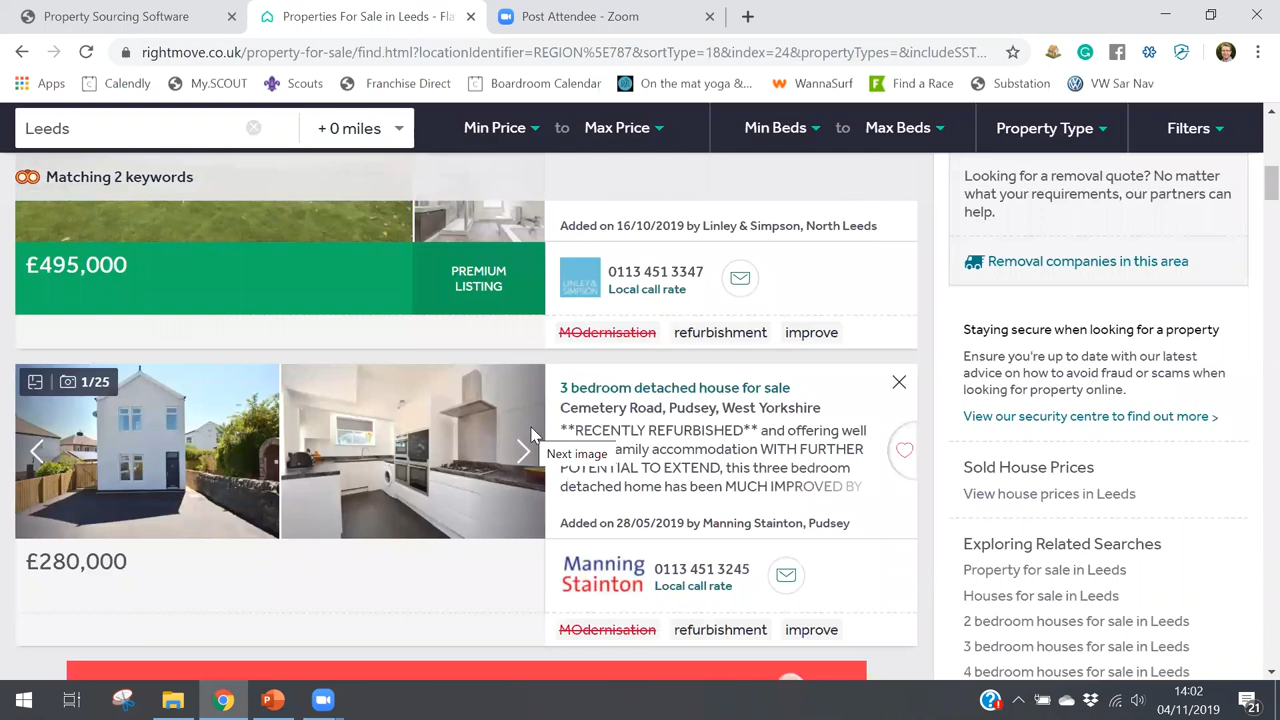 Property Sourcing Software
Properties For Sale in Leeds - Fla
Post Attendee - Zoom
rightmove.co.uk/property-for-sale/find.html?locationIdentifier=REGION%5E787&sortType=18&index=24&propertyTypes=&includeSST...
Apps
Calendly
My.SCOUT
Scouts
Franchise Direct
Boardroom Calendar
On the mat yoga &...
WannaSurf
Find a Race
Substation
VW Sar Nav
Leeds
+ 0 miles
Min Price
to
Max Price
Min Beds
to
Max Beds
Property Type
Filters
Matching 2 keywords
Added on 16/10/2019 by Linley & Simpson, North Leeds
£495,000
PREMIUM
LISTING
LINLEY &
SIMPSON
0113 451 3347
Local call rate
MOdernisation refurbishment improve
1/25
3 bedroom detached house for sale
Cemetery Road, Pudsey, West Yorkshire
**RECENTLY REFURBISHED** and offering well
family accommodation WITH FURTHER
POTENTIAL TO EXTEND, this three bedroom
detached home has been MUCH IMPROVED BY
Next image
Added on 28/05/2019 by Manning Stainton, Pudsey
£280,000
Manning
Stainton
0113 451 3245
Local call rate
MOdernisation refurbishment improve
Looking for a removal quote? No matter
what your requirements, our partners can
help.
Removal companies in this area
Staying secure when looking for a property
Ensure you're up to date with our latest
advice on how to avoid fraud or scams when
looking for property online.
View our security centre to find out more >
Sold House Prices
View house prices in Leeds
Exploring Related Searches
Property for sale in Leeds
Houses for sale in Leeds
2 bedroom houses for sale in Leeds
3 bedroom houses for sale in Leeds
4 bedroom houses for sale in Leeds
14:02
04/11/2019
21